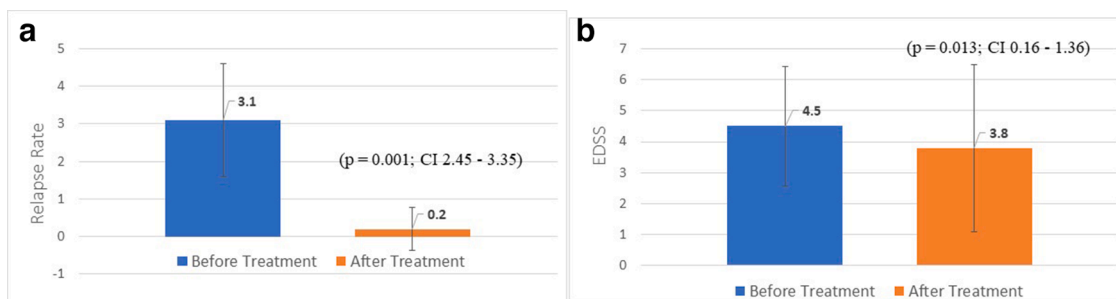 a
5
4
3
2
1
0
-1
Relapse Rate
3.1
(p = 0.001; CI 2.45 - 3.35)
0.2
Before Treatment After Treatment
b
7
6
5
4
3
2
1
0
EDSS
(p = 0.013; CI 0.16 - 1.36)
4.5
3.8
Before Treatment After Treatment